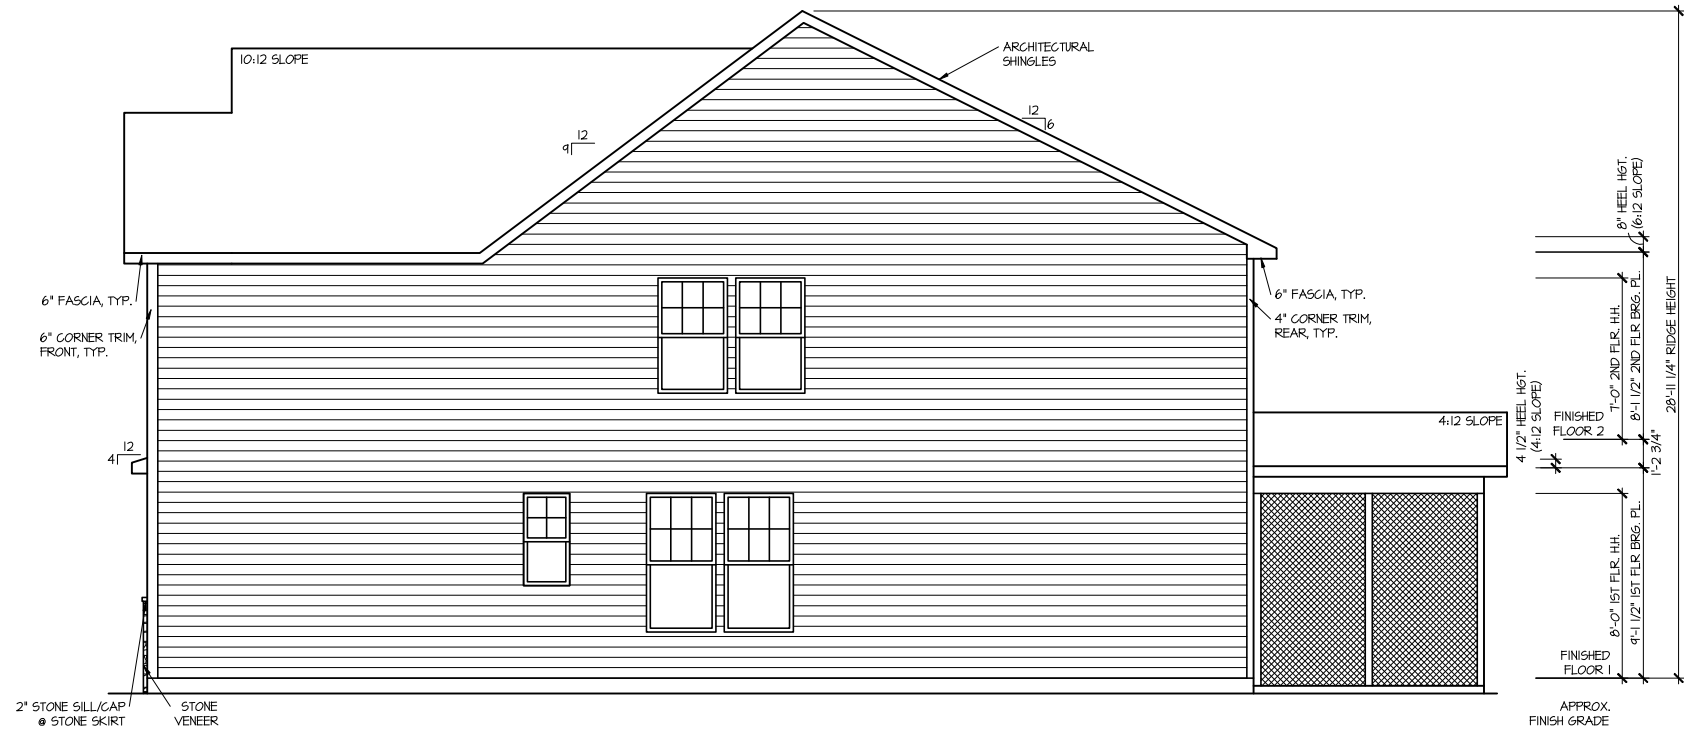 10:12 SLOPE
ARCHITECTURAL
SHINGLES
12
6
12
9
8" HEEL HGT.
(6:12 SLOPE)
6" FASCIA, TYP.
6" CORNER TRIM,
FRONT, TYP.
6" FASCIA, TYP.
4" CORNER TRIM,
REAR, TYP.
7'-0" 2ND FLR. H.H.
8'-1 1/2" 2ND FLR BRG. PL.
28'-11 1/4" RIDGE HEIGHT
12
4
4:12 SLOPE
4 1/2" HEEL HGT.
(4:12 SLOPE)
FINISHED
FLOOR 2
1'-2 3/4"
8'-0" 1ST FLR. H.H.
9'-1 1/2" 1ST FLR BRG. PL.
FINISHED
FLOOR 1
2" STONE SILL/CAP
@ STONE SKIRT
STONE
VENEER
APPROX.
FINISH GRADE